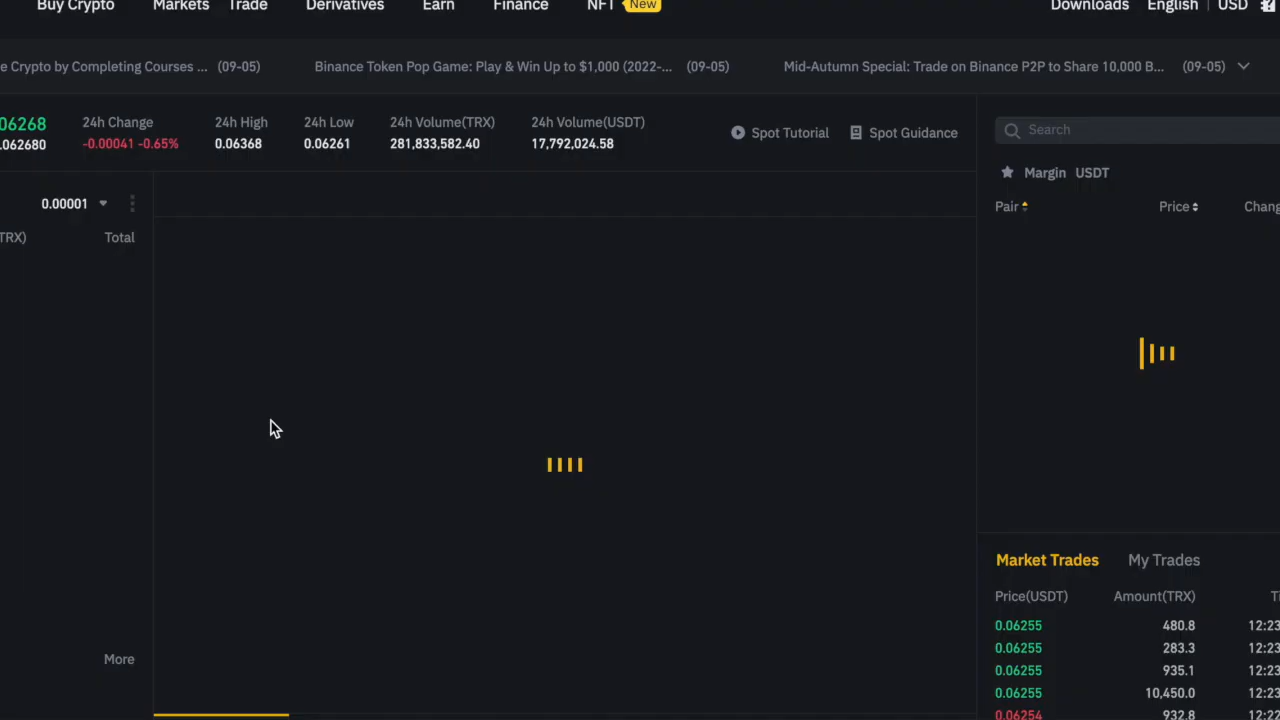 Buy Crypto Markets Trade Derivatives Earn Finance NFT New Downloads English USD
e Crypto by Completing Courses ... (09-05) Binance Token Pop Game: Play & Win Up to $1,000 (2022-... (09-05) Mid-Autumn Special: Trade on Binance P2P to Share 10,000 B... (09-05)
06268 24h Change 24h High 24h Low 24h Volume(TRX) 24h Volume(USDT)
.062680 -0.00041 -0.65% 0.06368 0.06261 281,833,582.40 17,792,024.58
Spot Tutorial Spot Guidance
Search
Margin USDT
Pair Price Chang
0.00001
TRX) Total
More
Market Trades My Trades
Price(USDT) Amount(TRX) Ti
0.06255 480.8 12:23
0.06255 283.3 12:23
0.06255 935.1 12:23
0.06255 10,450.0 12:23
0.06254 932.8 12:22